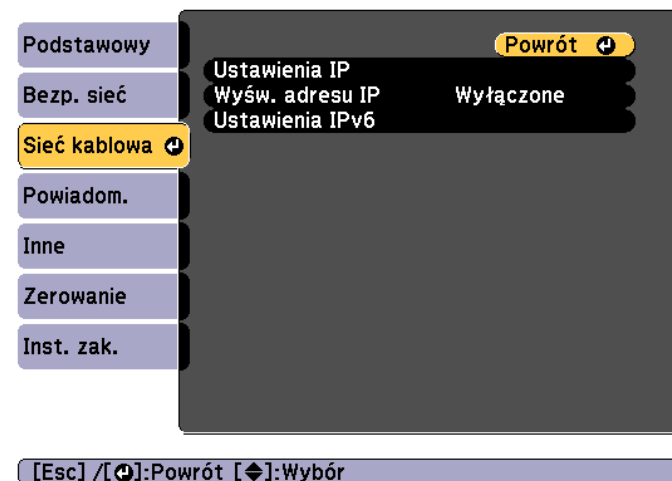 Podstawowy
Bezp. sieć
Sieć kablowa
Powiadom.
Inne
Zerowanie
Inst. zak.
Powrót
Ustawienia IP
Wyśw. adresu IP Wyłączone
Ustawienia IPv6
[Esc] /[⏎]:Powrót [◆]:Wybór